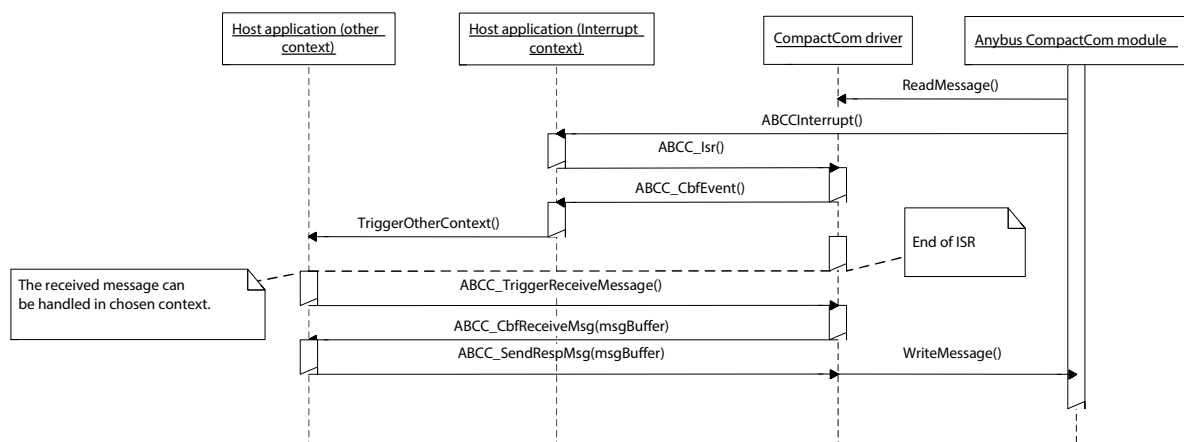 Host application (other
context)
Host application (Interrupt
context)
CompactCom driver
Anybus CompactCom module
ReadMessage()
ABCCInterrupt()
ABCC_Isr()
ABCC_CbfEvent()
TriggerOtherContext()
End of ISR
The received message can
be handled in chosen context.
ABCC_TriggerReceiveMessage()
ABCC_CbfReceiveMsg(msgBuffer)
ABCC_SendRespMsg(msgBuffer)
WriteMessage()